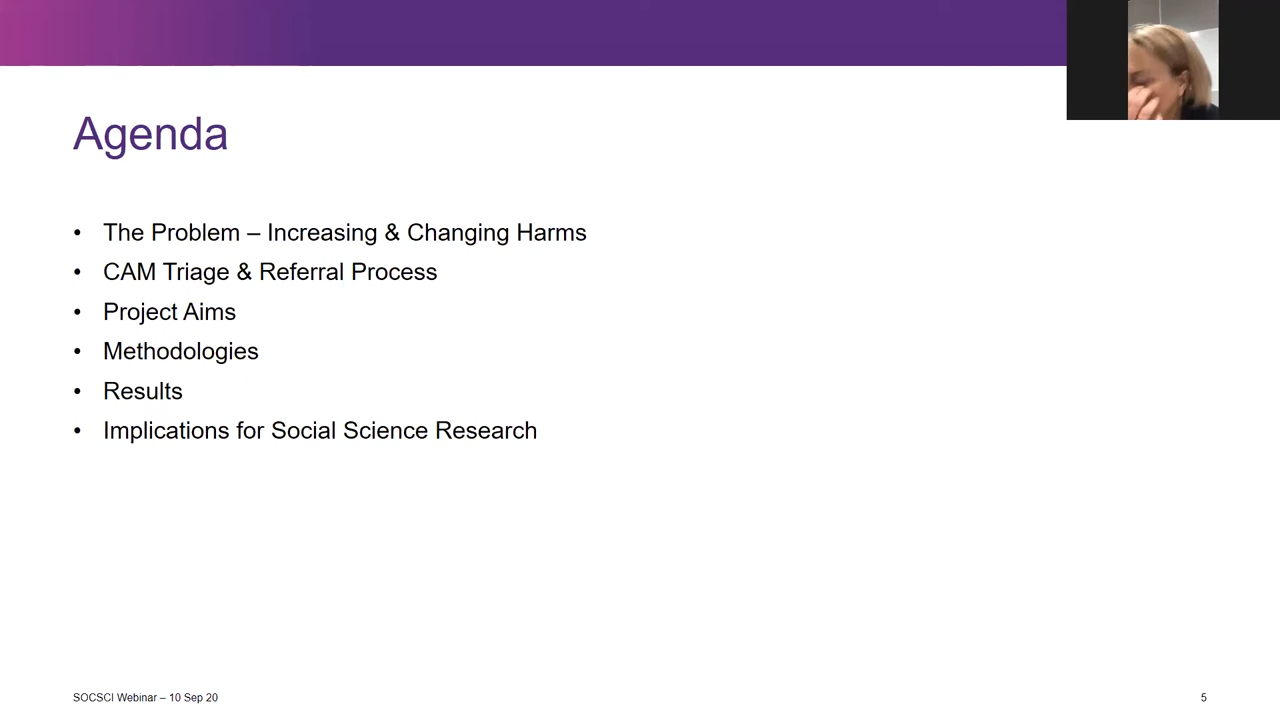 Agenda
• The Problem – Increasing & Changing Harms
• CAM Triage & Referral Process
• Project Aims
• Methodologies
• Results
• Implications for Social Science Research
SOCSCI Webinar – 10 Sep 20
5